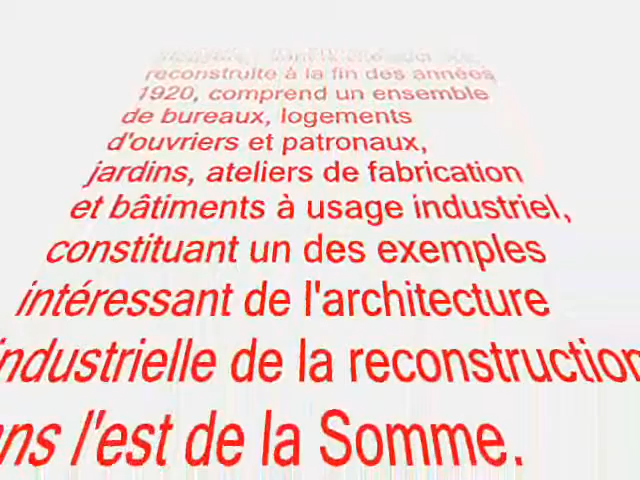 reconstruite à la fin des années
1920, comprend un ensemble
de bureaux, logements
d'ouvriers et patronaux,
jardins, ateliers de fabrication
et bâtiments à usage industriel,
constituant un des exemples
intéressant de l'architecture
industrielle de la reconstruction
l'est de la Somme.